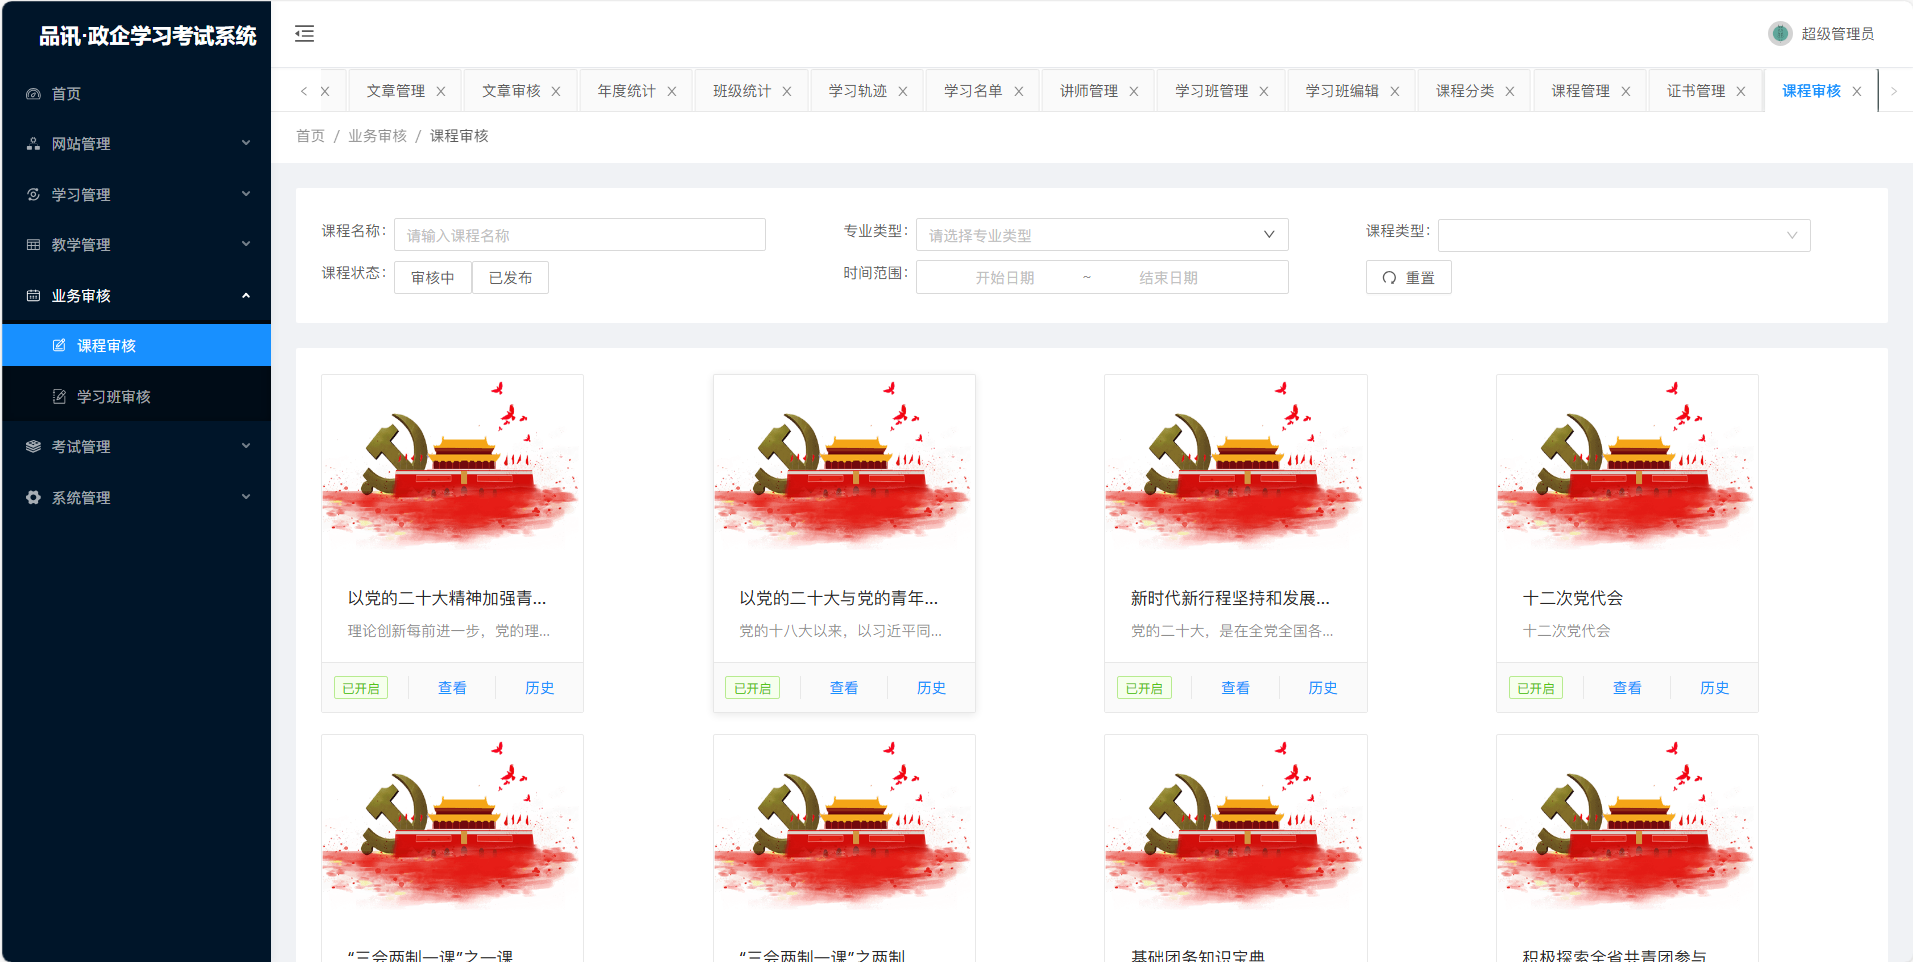 品讯·政企学习考试系统
首页
网站管理
学习管理
教学管理
业务审核
课程审核
学习班审核
考试管理
系统管理
超级管理员
文章管理 文章审核 年度统计 班级统计 学习轨迹 学习名单 讲师管理 学习班管理 学习班编辑 课程分类 课程管理 证书管理 课程审核
首页 / 业务审核 / 课程审核
课程名称： 请输入课程名称 专业类型： 请选择专业类型 课程类型：
课程状态： 审核中 已发布 时间范围： 开始日期 ~ 结束日期 重置
以党的二十大精神加强青...
理论创新每前进一步，党的理...
已开启 查看 历史
以党的二十大与党的青年...
党的十八大以来，以习近平同...
已开启 查看 历史
新时代新行程坚持和发展...
党的二十大，是在全党全国各...
已开启 查看 历史
十二次党代会
十二次党代会
已开启 查看 历史
“三会两制一课”之一课
“三会两制一课”之两制
基础团务知识宝典
积极探索全省共青团参与